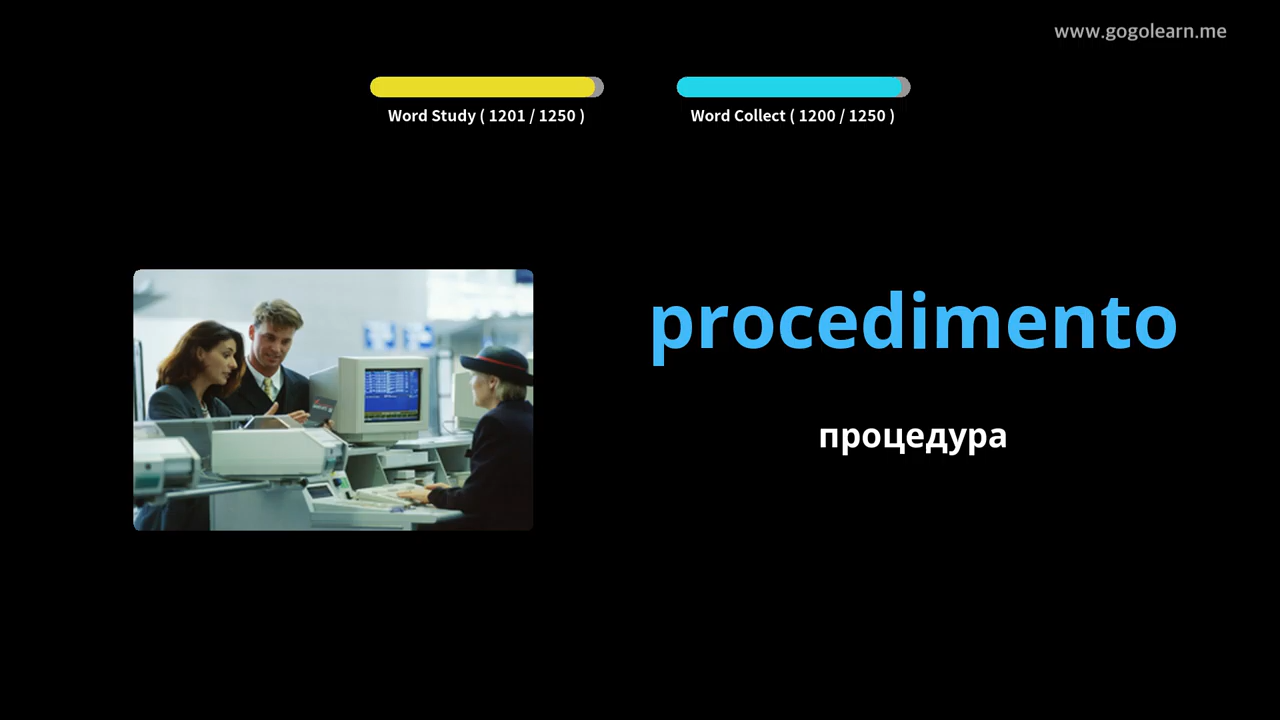 www.gogolearn.me
Word Study ( 1201 / 1250 )
Word Collect ( 1200 / 1250 )
procedimento
процедура